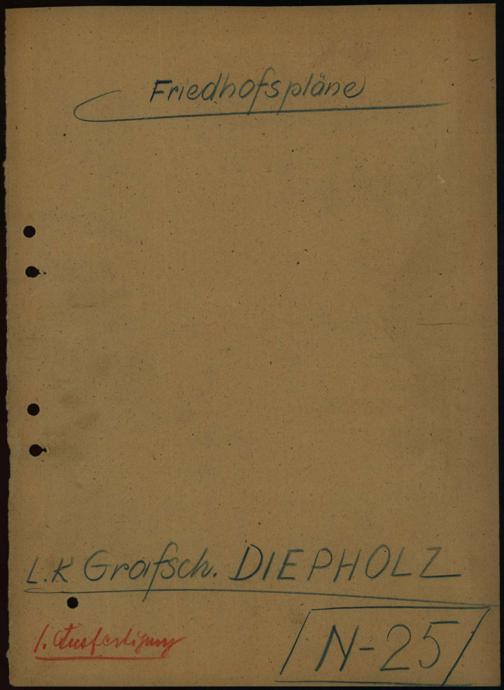 Friedhofspläne
L.K Grafsch. DIEPHOLZ
1. Ausfertigung
N-25